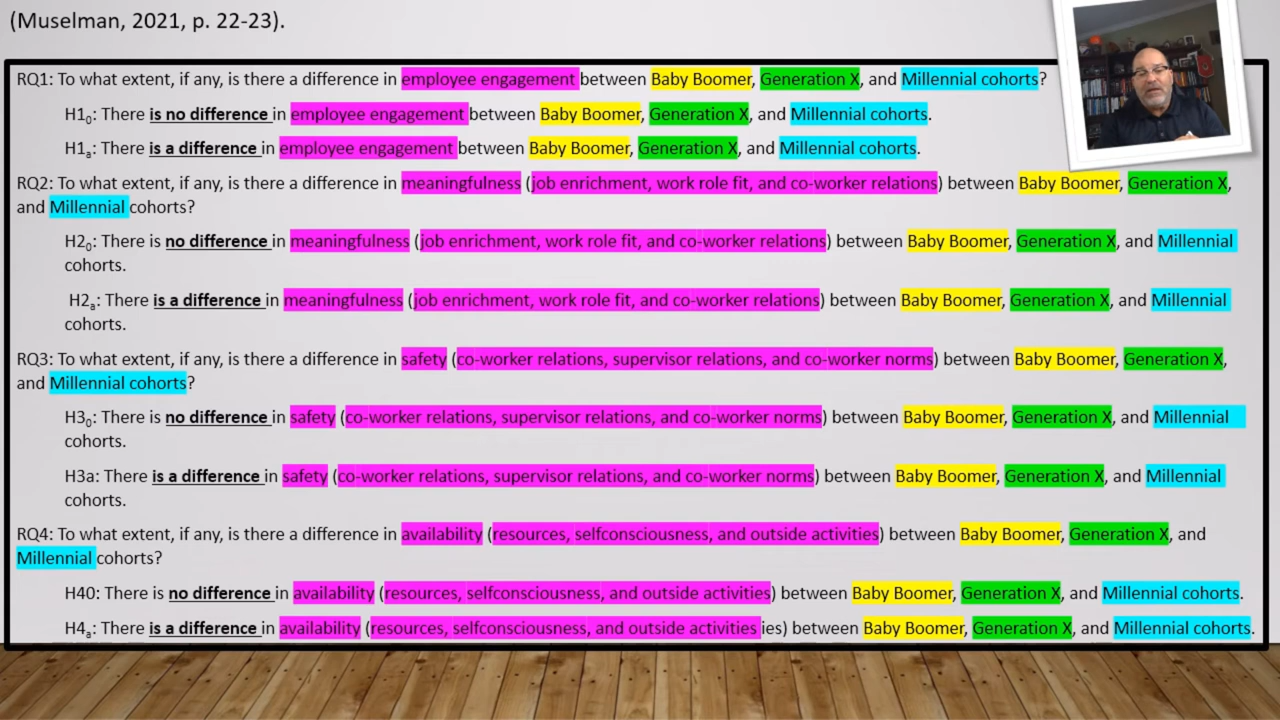 (Muselman, 2021, p. 22-23).
RQ1: To what extent, if any, is there a difference in employee engagement between Baby Boomer, Generation X, and Millennial cohorts?
H1₀: There is no difference in employee engagement between Baby Boomer, Generation X, and Millennial cohorts.
H1ₐ: There is a difference in employee engagement between Baby Boomer, Generation X, and Millennial cohorts.
RQ2: To what extent, if any, is there a difference in meaningfulness (job enrichment, work role fit, and co-worker relations) between Baby Boomer, Generation X,
and Millennial cohorts?
H2₀: There is no difference in meaningfulness (job enrichment, work role fit, and co-worker relations) between Baby Boomer, Generation X, and Millennial
cohorts.
H2ₐ: There is a difference in meaningfulness (job enrichment, work role fit, and co-worker relations) between Baby Boomer, Generation X, and Millennial
cohorts.
RQ3: To what extent, if any, is there a difference in safety (co-worker relations, supervisor relations, and co-worker norms) between Baby Boomer, Generation X,
and Millennial cohorts?
H3₀: There is no difference in safety (co-worker relations, supervisor relations, and co-worker norms) between Baby Boomer, Generation X, and Millennial
cohorts.
H3a: There is a difference in safety (co-worker relations, supervisor relations, and co-worker norms) between Baby Boomer, Generation X, and Millennial
cohorts.
RQ4: To what extent, if any, is there a difference in availability (resources, selfconsciousness, and outside activities) between Baby Boomer, Generation X, and
Millennial cohorts?
H40: There is no difference in availability (resources, selfconsciousness, and outside activities) between Baby Boomer, Generation X, and Millennial cohorts.
H4ₐ: There is a difference in availability (resources, selfconsciousness, and outside activities ies) between Baby Boomer, Generation X, and Millennial cohorts.